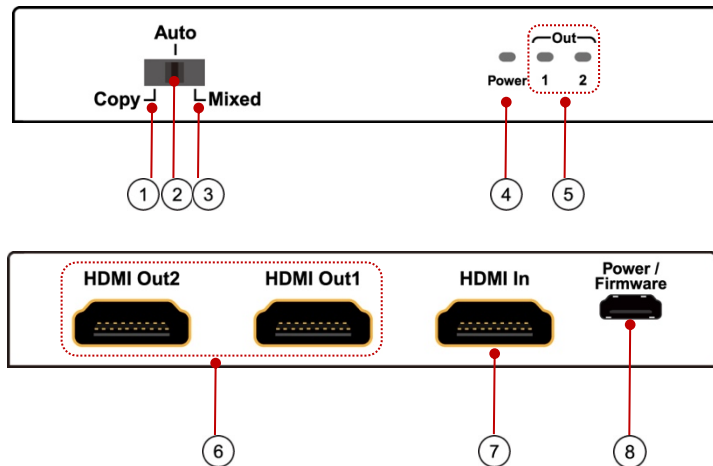 Auto
Copy
Mixed
Out
Power 1 2
1 2 3 4 5
HDMI Out2 HDMI Out1 HDMI In
Power /
Firmware
6 7 8